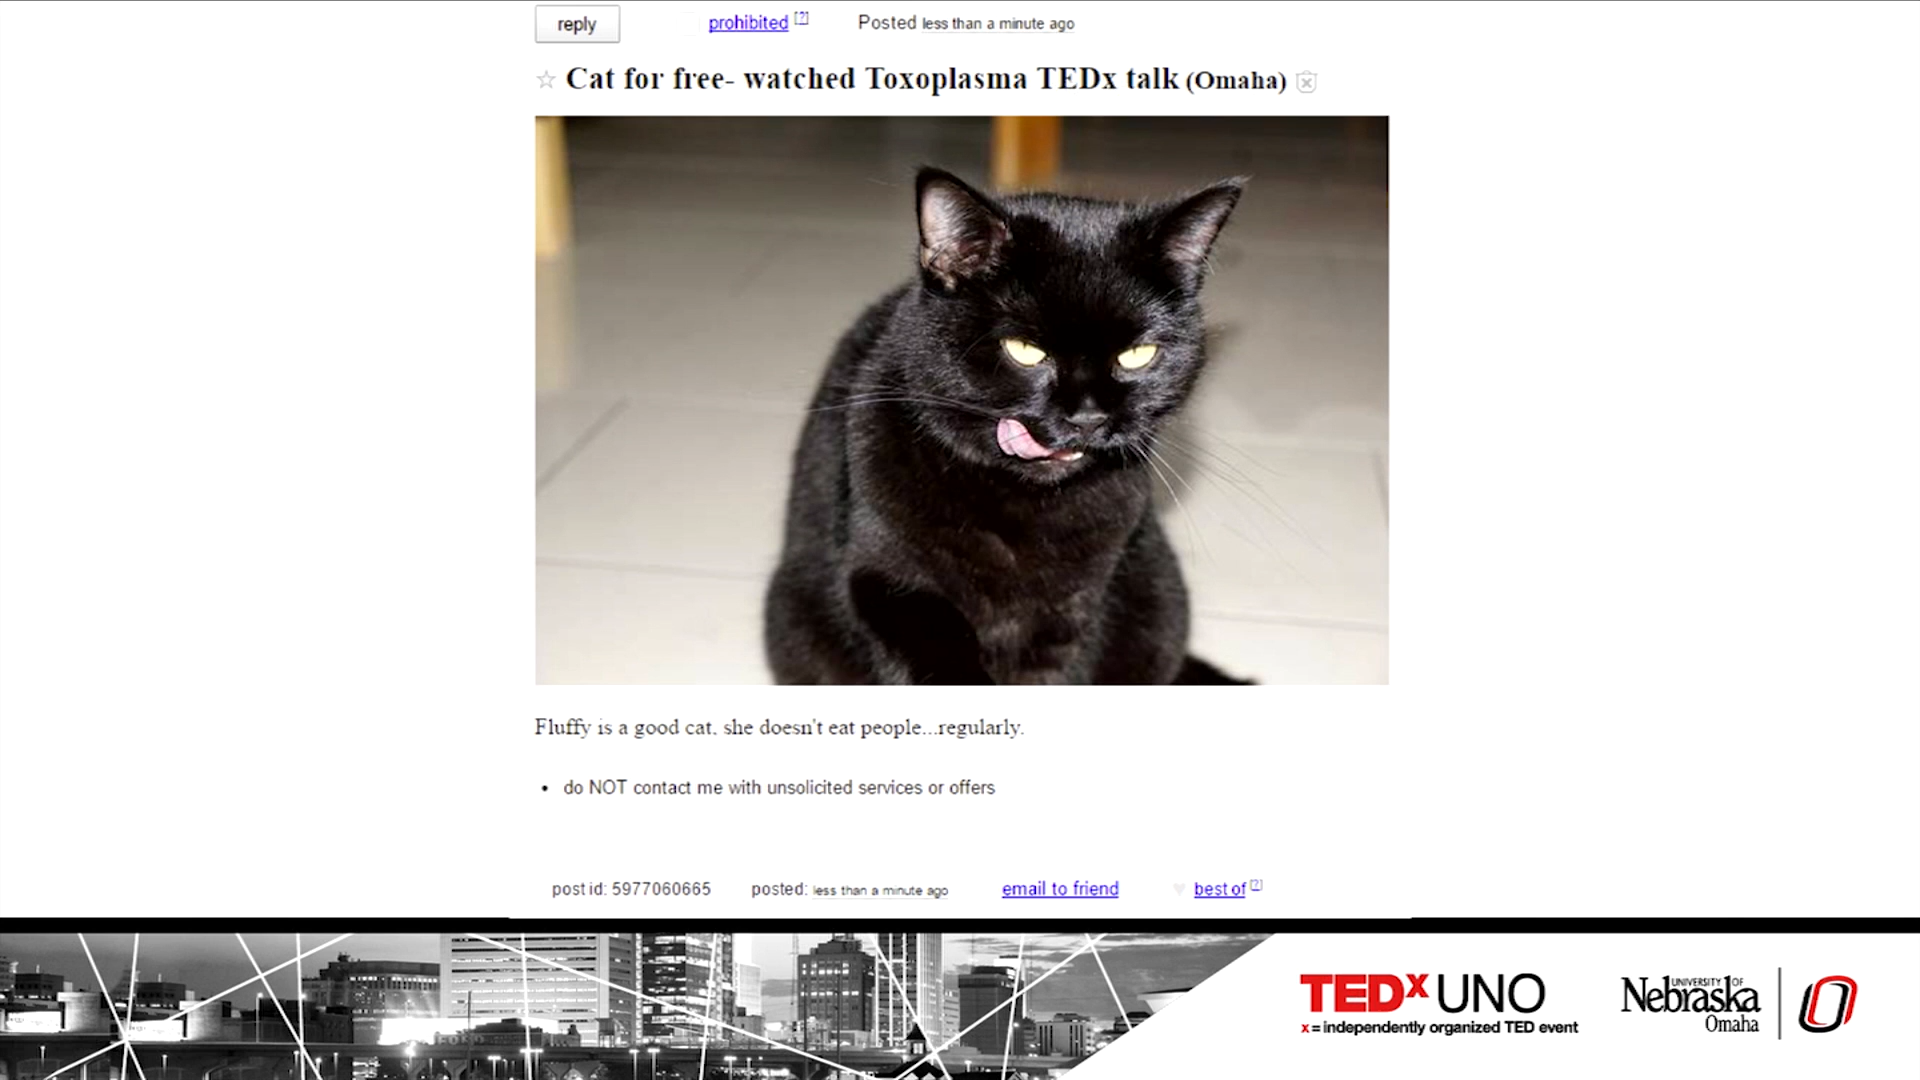 reply prohibited [?] Posted less than a minute ago
Cat for free- watched Toxoplasma TEDx talk (Omaha)
Fluffy is a good cat, she doesn't eat people...regularly.
• do NOT contact me with unsolicited services or offers
post id: 5977060665 posted: less than a minute ago email to friend best of [?]
TEDx UNO
x = independently organized TED event
UNIVERSITY OF
Nebraska
Omaha
O